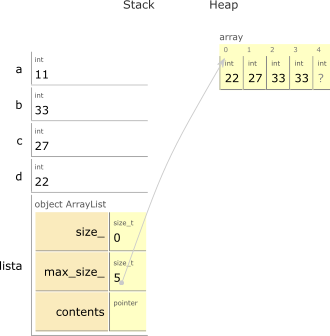 Stack Heap
array
0 1 2 3 4
int int int int int
22 27 33 33 ?
a int
11
b int
33
c int
27
d int
22
object ArrayList
lista
size_ size_t
0
max_size_ size_t
5
contents pointer